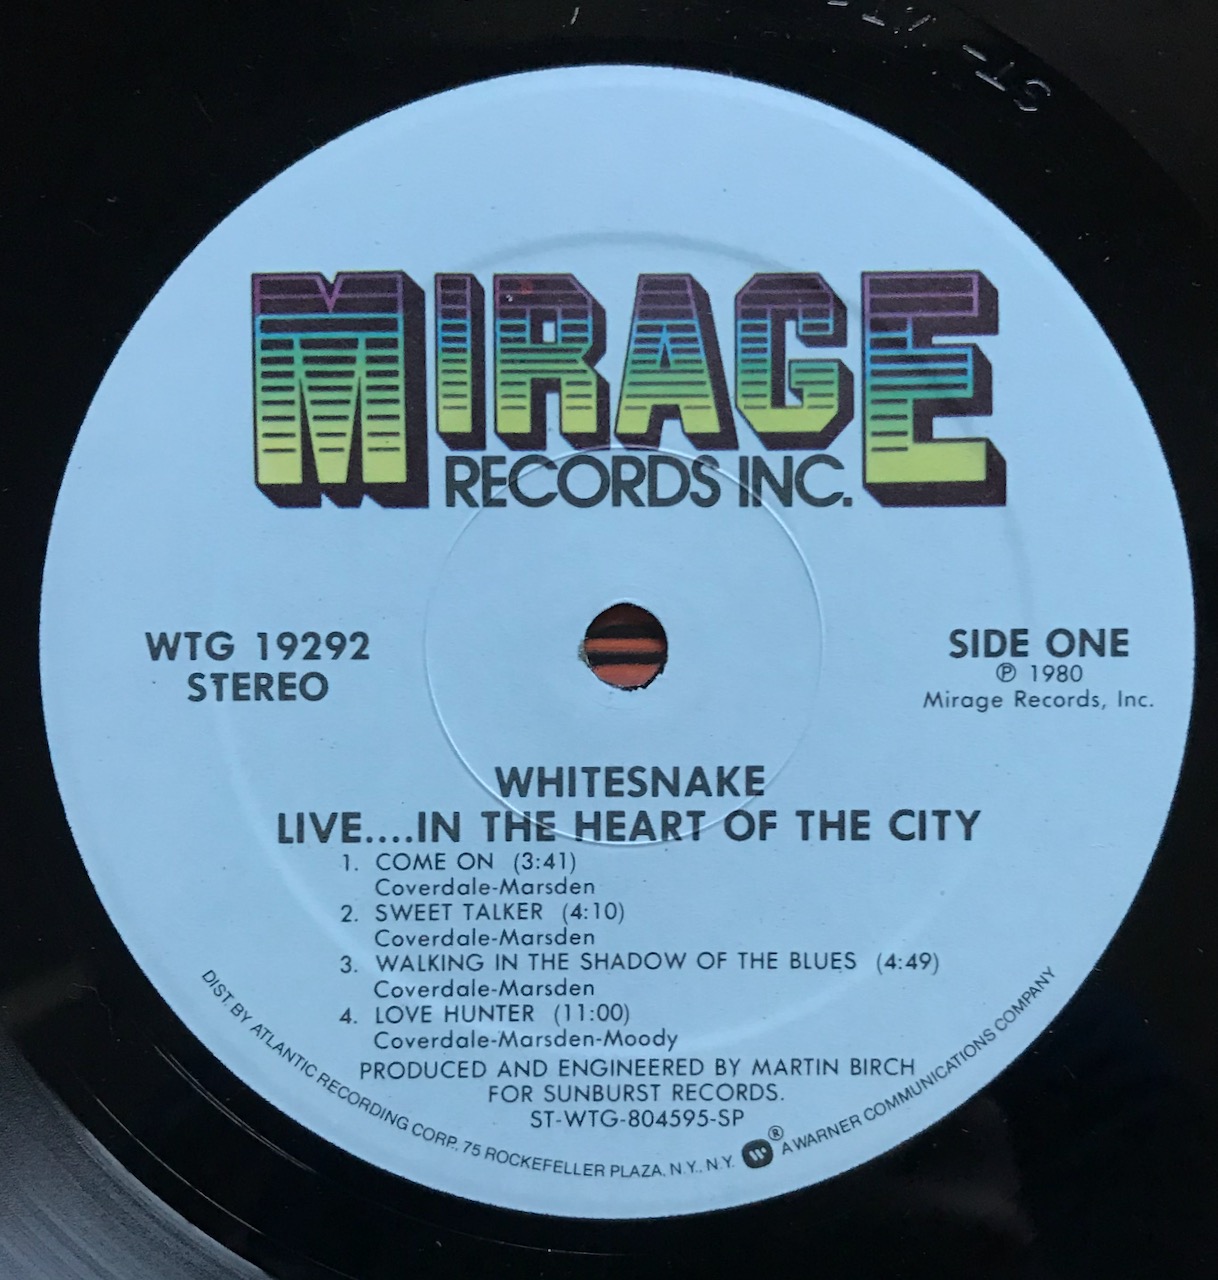 MIRAGE
RECORDS INC.
WTG 19292
STEREO
SIDE ONE
℗ 1980
Mirage Records, Inc.
WHITESNAKE
LIVE....IN THE HEART OF THE CITY
1. COME ON (3:41)
Coverdale-Marsden
2. SWEET TALKER (4:10)
Coverdale-Marsden
3. WALKING IN THE SHADOW OF THE BLUES (4:49)
Coverdale-Marsden
4. LOVE HUNTER (11:00)
Coverdale-Marsden-Moody
PRODUCED AND ENGINEERED BY MARTIN BIRCH
FOR SUNBURST RECORDS.
ST-WTG-804595-SP
DIST. BY ATLANTIC RECORDING CORP., 75 ROCKEFELLER PLAZA, N.Y., N.Y. ® A WARNER COMMUNICATIONS COMPANY